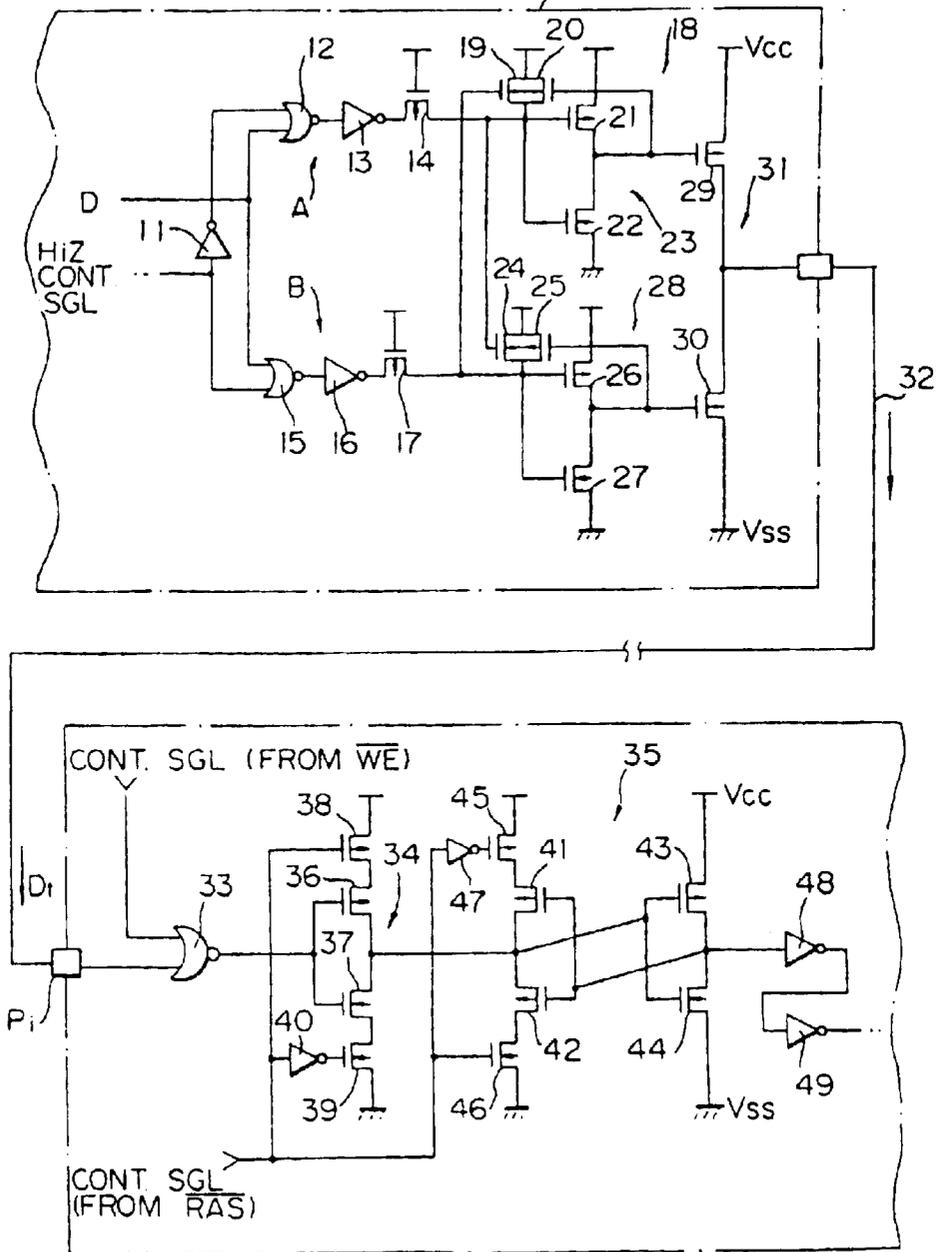 12
19
20
18
Vcc
21
13
14
A
29
31
D
11
22
23
HiZ
CONT
SGL
B
24
25
28
30
26
32
15
16
17
27
Vss
CONT. SGL (FROM WE)
35
38
45
Vcc
34
41
43
36
47
48
Dt
33
37
Pi
40
42
44
49
39
46
Vss
CONT. SGL
(FROM RAS)